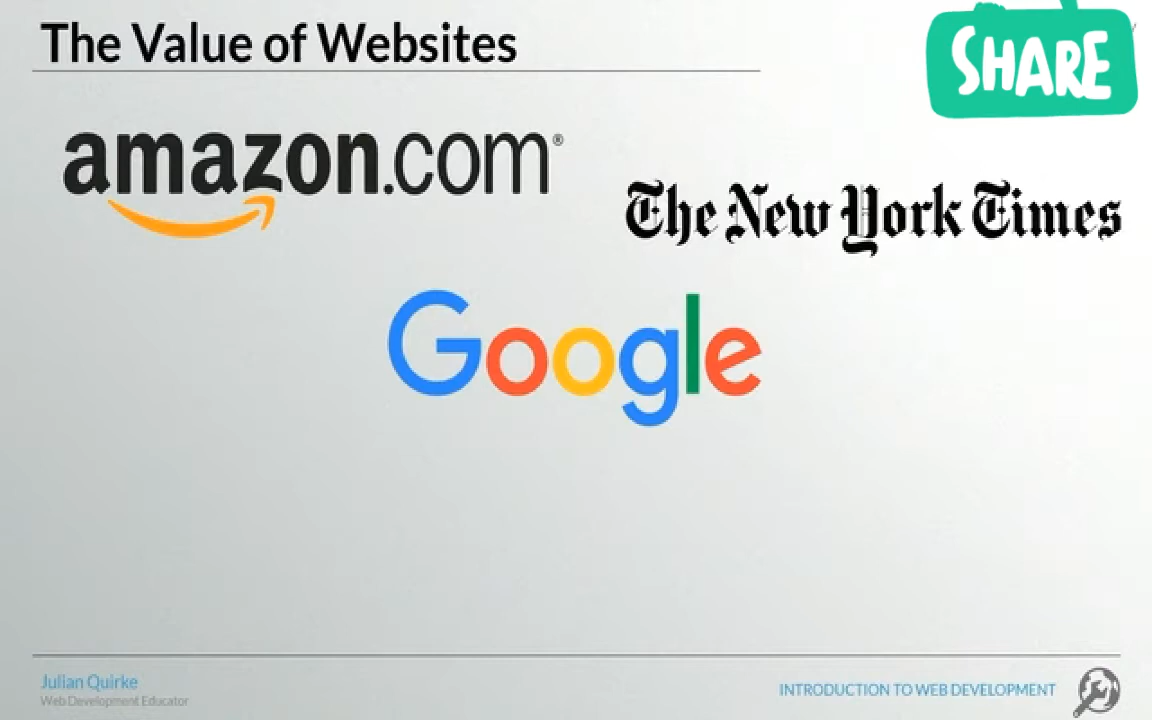 The Value of Websites
SHARE
amazon.com®
The New York Times
Google
Julian Quirke
Web Development Educator
INTRODUCTION TO WEB DEVELOPMENT